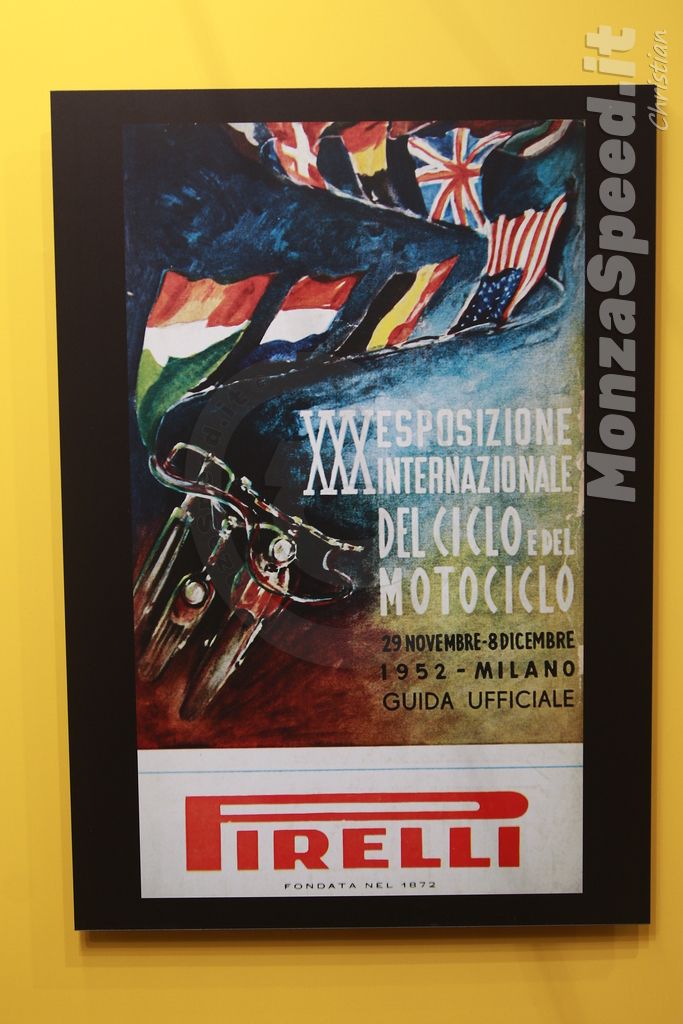 MonzaSpeed.it
Christian
XXX ESPOSIZIONE
INTERNAZIONALE
DEL CICLO E DEL
MOTOCICLO
29 NOVEMBRE-8 DICEMBRE
1952 - MILANO
GUIDA UFFICIALE
PIRELLI
FONDATA NEL 1872